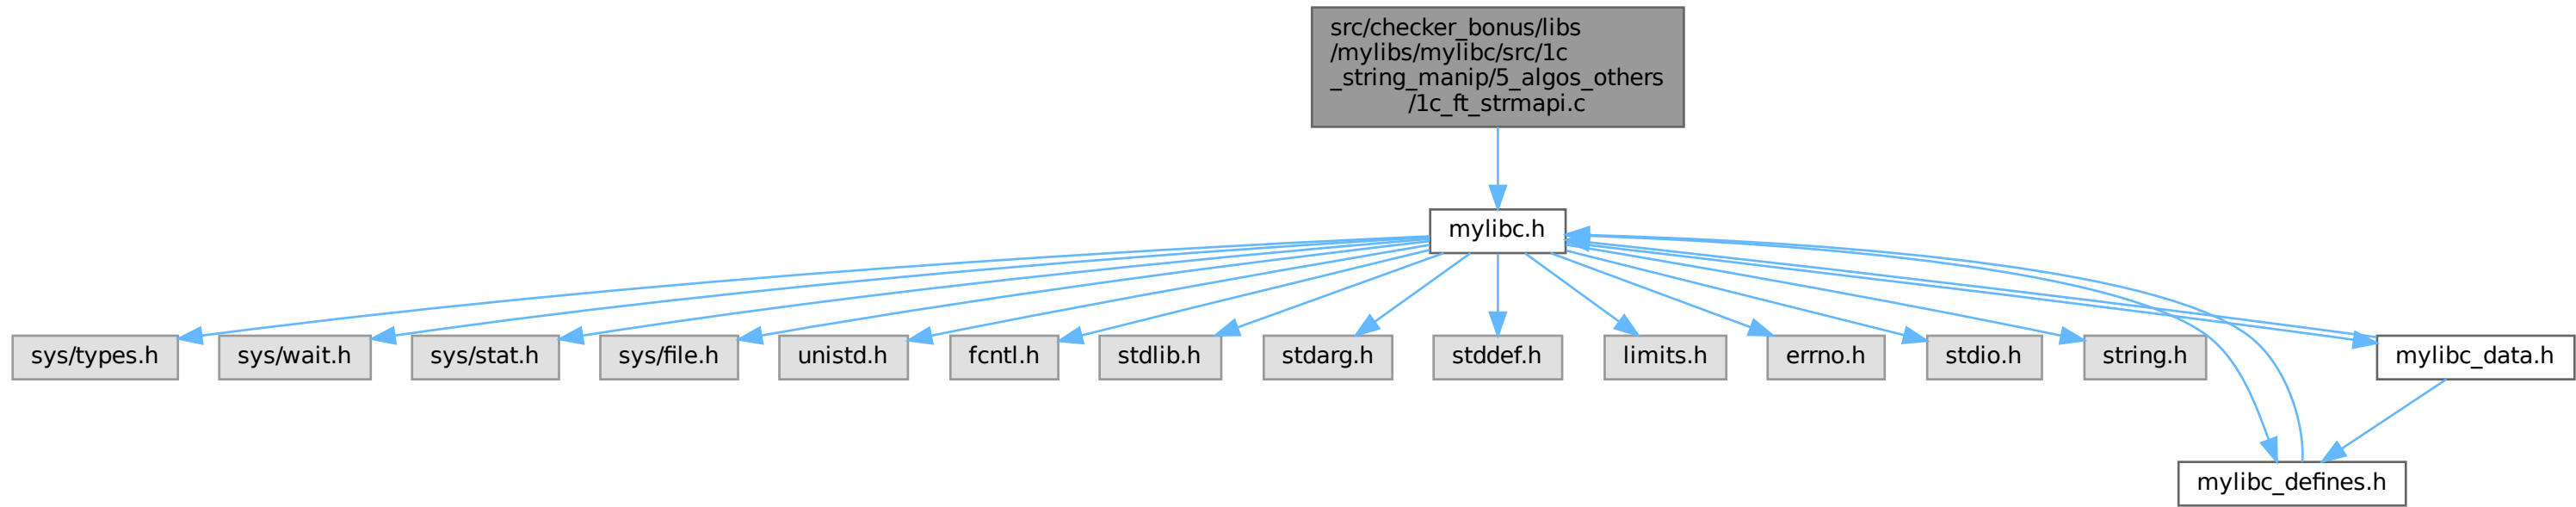 src/checker_bonus/libs
/mylibs/mylibc/src/1c
_string_manip/5_algos_others
/1c_ft_strmapi.c
mylibc.h
sys/types.h
sys/wait.h
sys/stat.h
sys/file.h
unistd.h
fcntl.h
stdlib.h
stdarg.h
stddef.h
limits.h
errno.h
stdio.h
string.h
mylibc_data.h
mylibc_defines.h